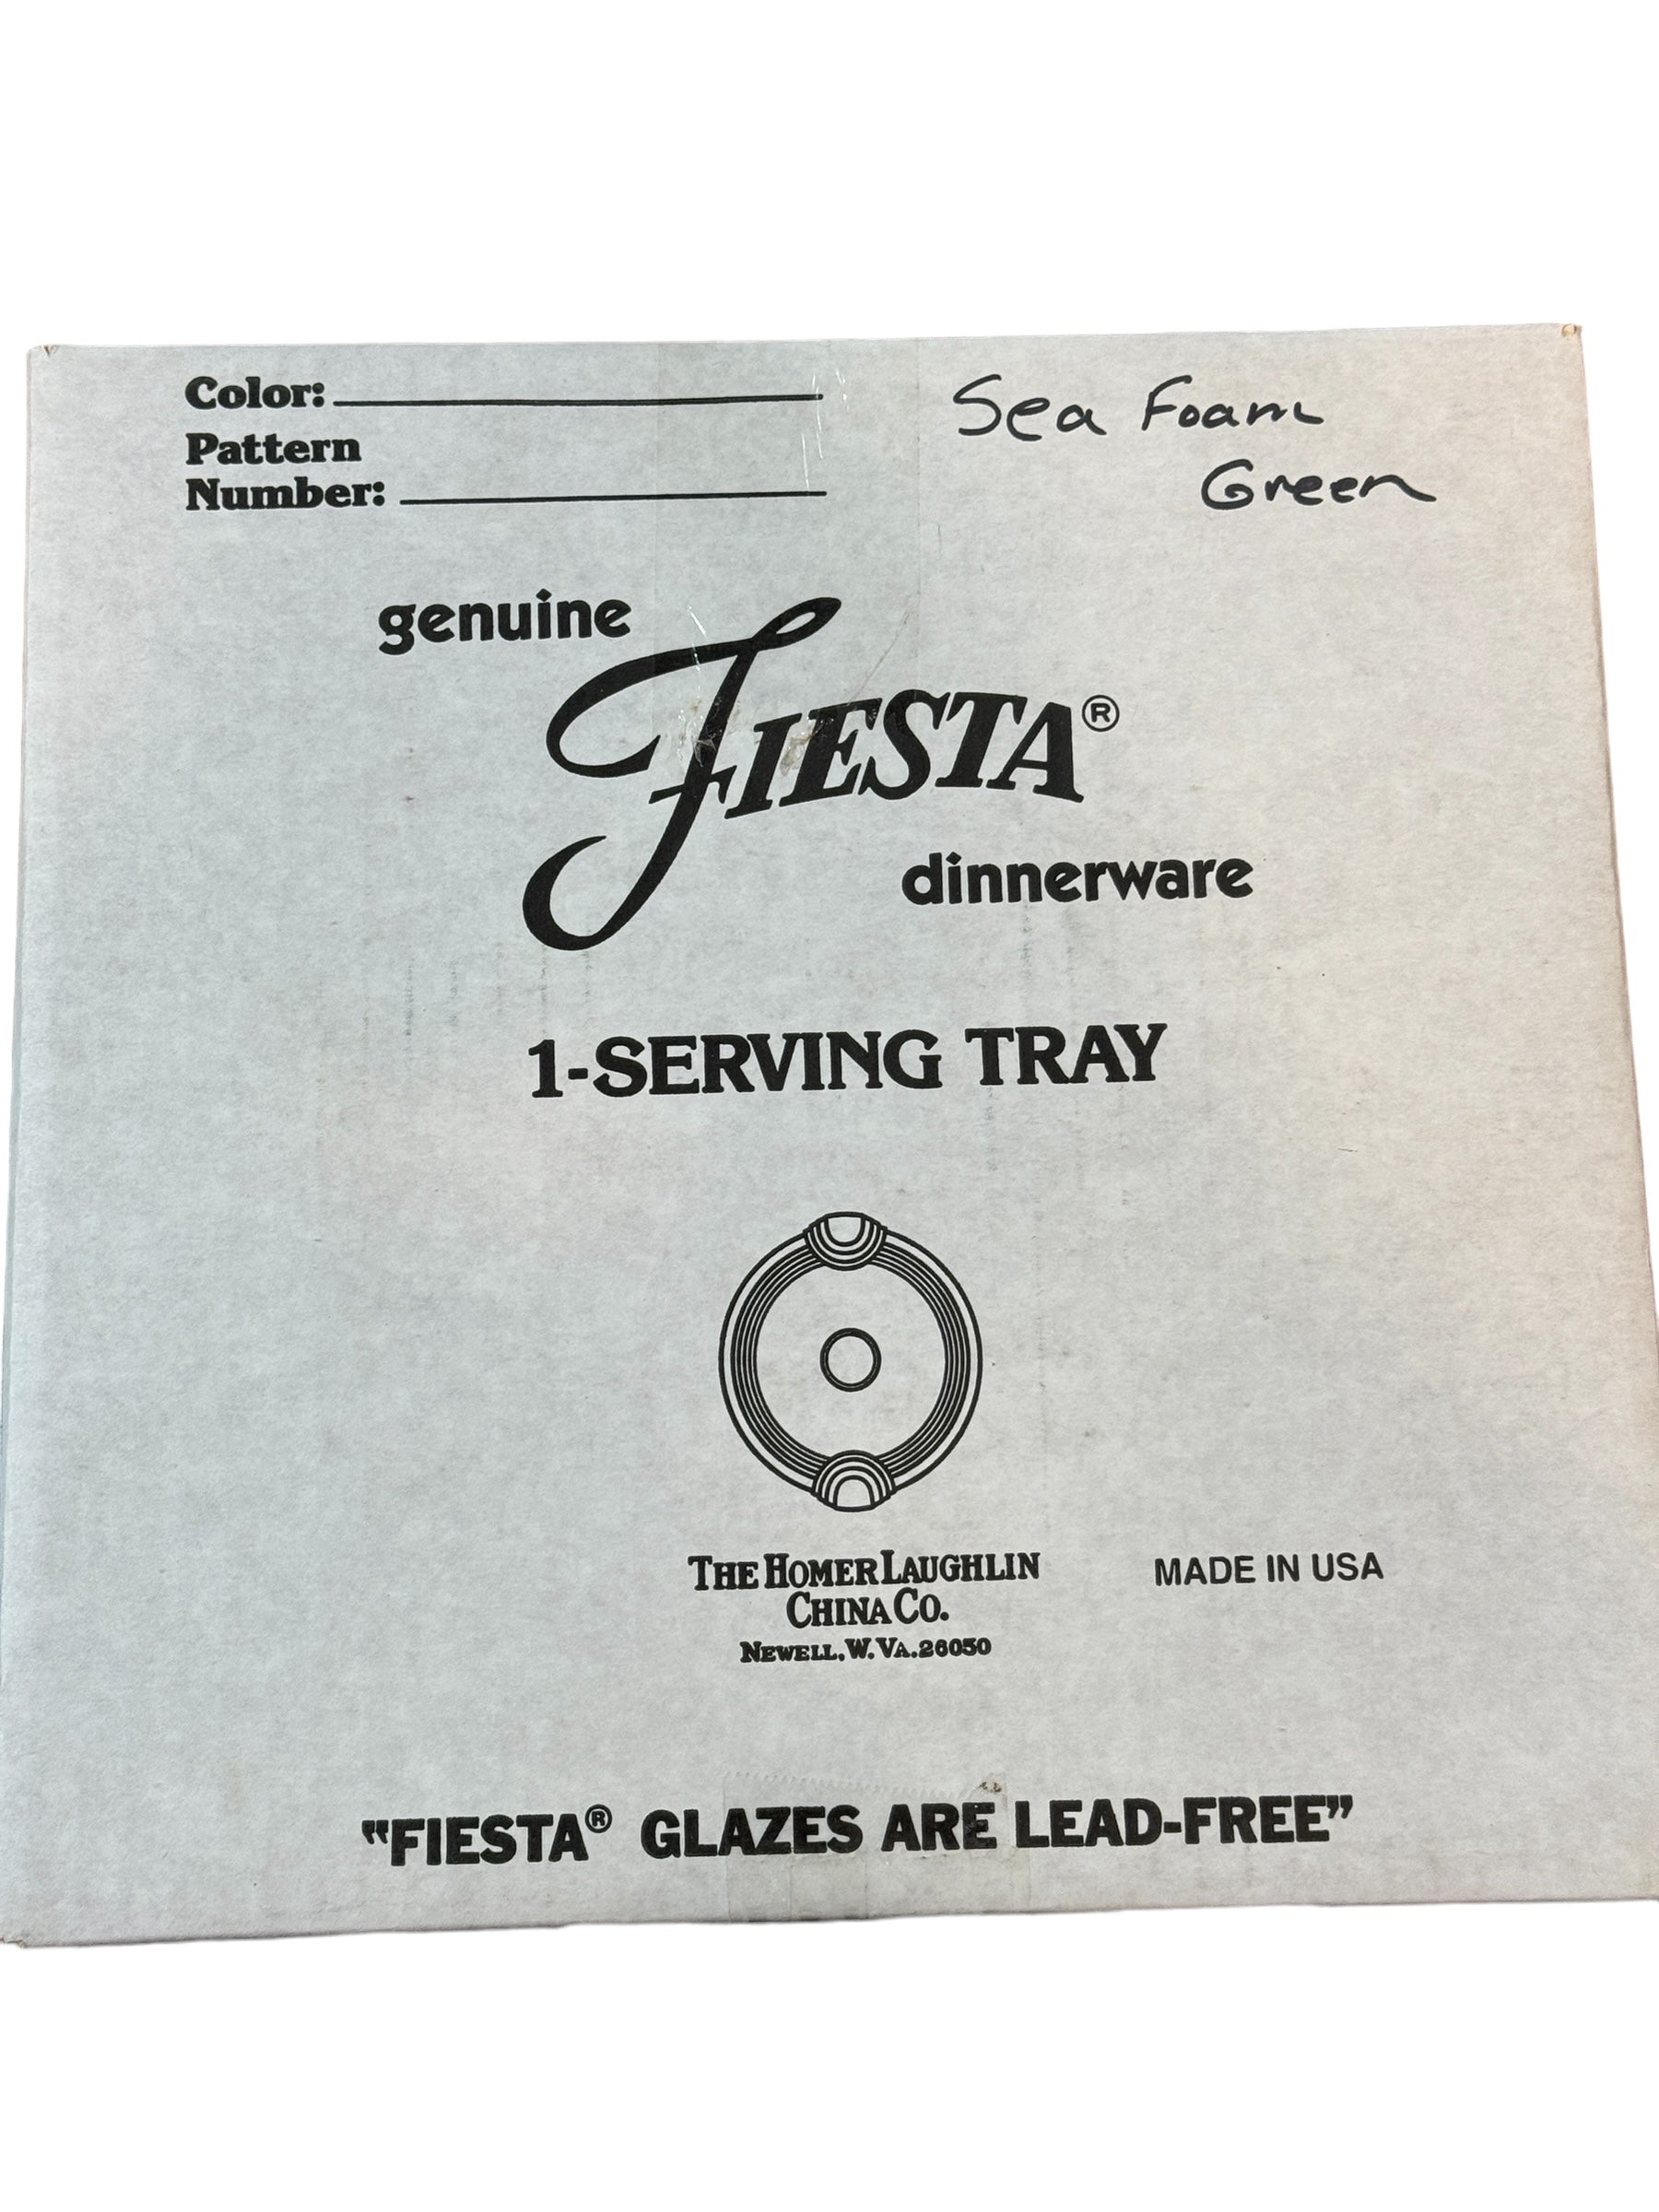 Color:
Pattern
Number:
Sea Foam
Green
genuine
FIESTA®
dinnerware
1-SERVING TRAY
THE HOMER LAUGHLIN
CHINA CO.
NEWELL, W. VA. 26050
MADE IN USA
"FIESTA® GLAZES ARE LEAD-FREE"